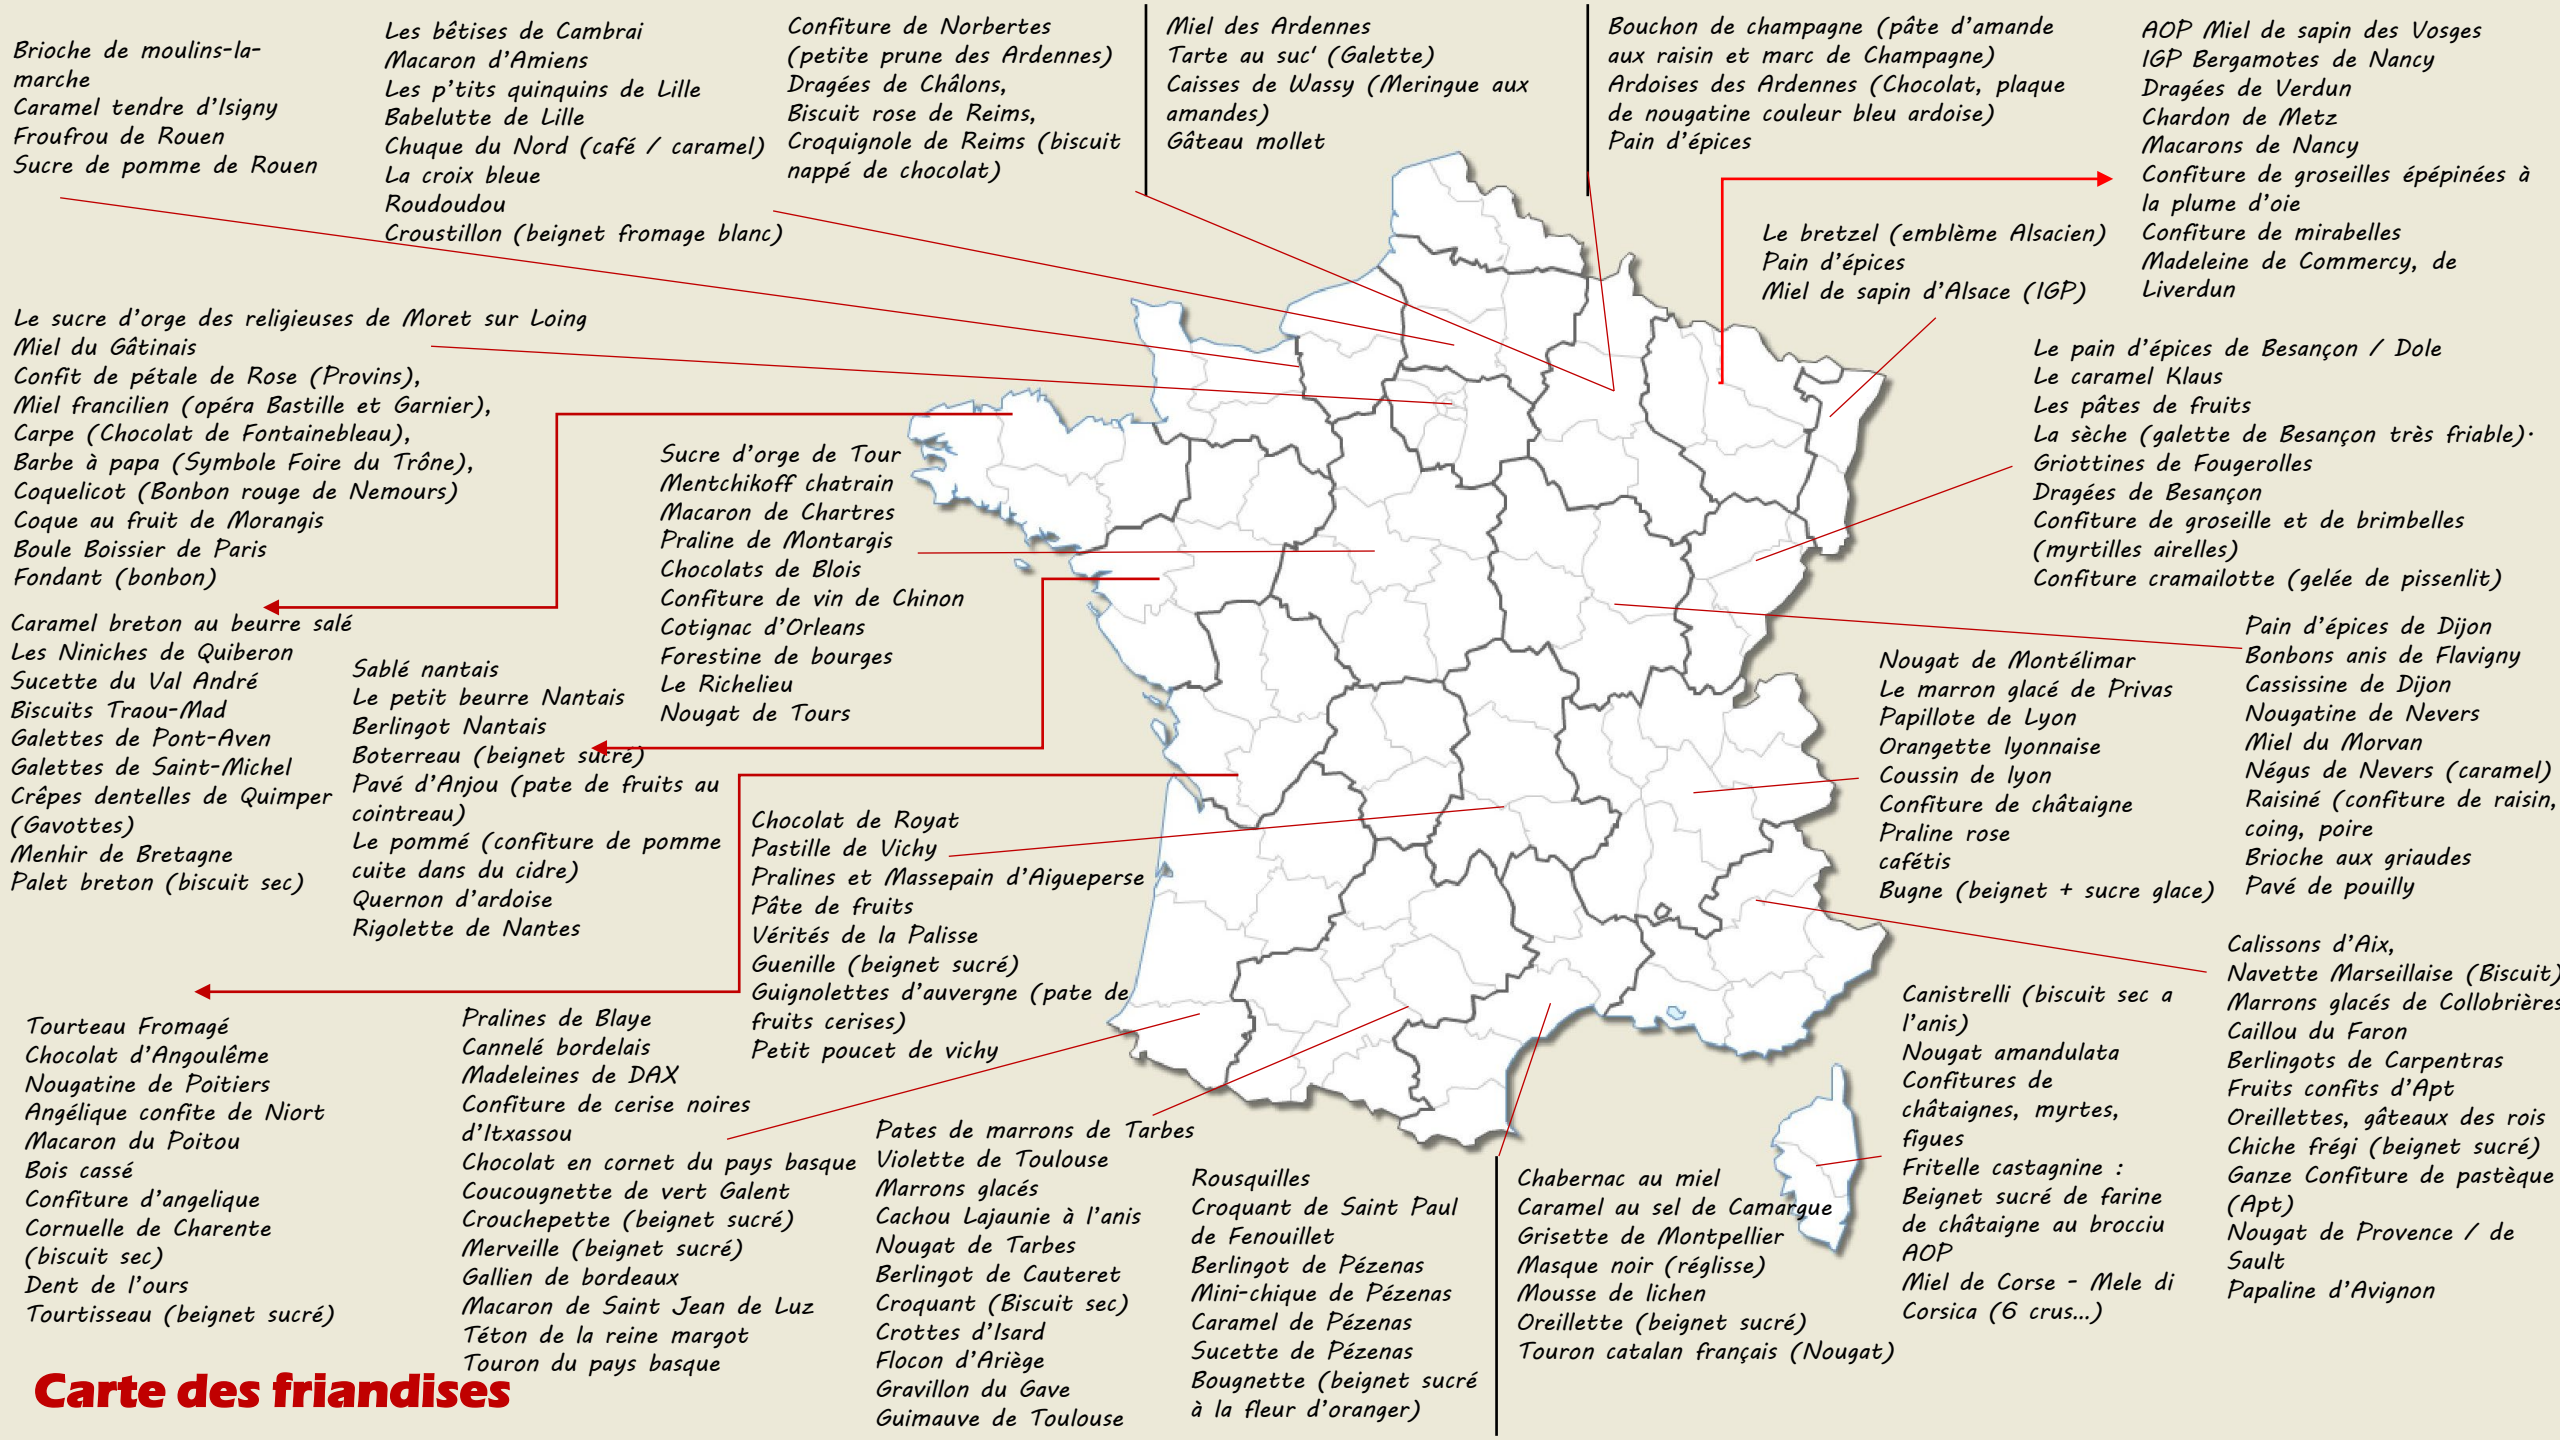 Brioche de moulins-la-
marche
Caramel tendre d'Isigny
Froufrou de Rouen
Sucre de pomme de Rouen
Les bêtises de Cambrai
Macaron d'Amiens
Les p'tits quinquins de Lille
Babelutte de Lille
Chuque du Nord (café / caramel)
La croix bleue
Roudoudou
Croustillon (beignet fromage blanc)
Confiture de Norbertes
(petite prune des Ardennes)
Dragées de Châlons,
Biscuit rose de Reims,
Croquignole de Reims (biscuit
nappé de chocolat)
Miel des Ardennes
Tarte au suc' (Galette)
Caisses de Wassy (Meringue aux
amandes)
Gâteau mollet
Bouchon de champagne (pâte d'amande
aux raisin et marc de Champagne)
Ardoises des Ardennes (Chocolat, plaque
de nougatine couleur bleu ardoise)
Pain d'épices
AOP Miel de sapin des Vosges
IGP Bergamotes de Nancy
Dragées de Verdun
Chardon de Metz
Macarons de Nancy
Confiture de groseilles épépinées à
la plume d'oie
Confiture de mirabelles
Madeleine de Commercy, de
Liverdun
Le bretzel (emblème Alsacien)
Pain d'épices
Miel de sapin d'Alsace (IGP)
Le sucre d'orge des religieuses de Moret sur Loing
Miel du Gâtinais
Confit de pétale de Rose (Provins),
Miel francilien (opéra Bastille et Garnier),
Carpe (Chocolat de Fontainebleau),
Barbe à papa (Symbole Foire du Trône),
Coquelicot (Bonbon rouge de Nemours)
Coque au fruit de Morangis
Boule Boissier de Paris
Fondant (bonbon)
Le pain d'épices de Besançon / Dole
Le caramel Klaus
Les pâtes de fruits
La sèche (galette de Besançon très friable)·
Griottines de Fougerolles
Dragées de Besançon
Confiture de groseille et de brimbelles
(myrtilles airelles)
Confiture cramailotte (gelée de pissenlit)
Sucre d'orge de Tour
Mentchikoff chatrain
Macaron de Chartres
Praline de Montargis
Chocolats de Blois
Confiture de vin de Chinon
Cotignac d'Orleans
Forestine de bourges
Le Richelieu
Nougat de Tours
Caramel breton au beurre salé
Les Niniches de Quiberon
Sucette du Val André
Biscuits Traou-Mad
Galettes de Pont-Aven
Galettes de Saint-Michel
Crêpes dentelles de Quimper
(Gavottes)
Menhir de Bretagne
Palet breton (biscuit sec)
Sablé nantais
Le petit beurre Nantais
Berlingot Nantais
Boterreau (beignet sucré)
Pavé d'Anjou (pate de fruits au
cointreau)
Le pommé (confiture de pomme
cuite dans du cidre)
Quernon d'ardoise
Rigolette de Nantes
Pain d'épices de Dijon
Bonbons anis de Flavigny
Cassissine de Dijon
Nougatine de Nevers
Miel du Morvan
Négus de Nevers (caramel)
Raisiné (confiture de raisin,
coing, poire
Brioche aux griaudes
Pavé de pouilly
Nougat de Montélimar
Le marron glacé de Privas
Papillote de Lyon
Orangette lyonnaise
Coussin de lyon
Confiture de châtaigne
Praline rose
cafétis
Bugne (beignet + sucre glace)
Chocolat de Royat
Pastille de Vichy
Pralines et Massepain d'Aigueperse
Pâte de fruits
Vérités de la Palisse
Guenille (beignet sucré)
Guignolettes d'auvergne (pate de
fruits cerises)
Petit poucet de vichy
Calissons d'Aix,
Navette Marseillaise (Biscuit)
Marrons glacés de Collobrières
Caillou du Faron
Berlingots de Carpentras
Fruits confits d'Apt
Oreillettes, gâteaux des rois
Chiche frégi (beignet sucré)
Ganze Confiture de pastèque
(Apt)
Nougat de Provence / de
Sault
Papaline d'Avignon
Canistrelli (biscuit sec a
l'anis)
Nougat amandulata
Confitures de
châtaignes, myrtes,
figues
Fritelle castagnine :
Beignet sucré de farine
de châtaigne au brocciu
AOP
Miel de Corse - Mele di
Corsica (6 crus...)
Tourteau Fromagé
Chocolat d'Angoulême
Nougatine de Poitiers
Angélique confite de Niort
Macaron du Poitou
Bois cassé
Confiture d'angelique
Cornuelle de Charente
(biscuit sec)
Dent de l'ours
Tourtisseau (beignet sucré)
Pralines de Blaye
Cannelé bordelais
Madeleines de DAX
Confiture de cerise noires
d'Itxassou
Chocolat en cornet du pays basque
Coucougnette de vert Galent
Crouchepette (beignet sucré)
Merveille (beignet sucré)
Gallien de bordeaux
Macaron de Saint Jean de Luz
Téton de la reine margot
Touron du pays basque
Pates de marrons de Tarbes
Violette de Toulouse
Marrons glacés
Cachou Lajaunie à l'anis
Nougat de Tarbes
Berlingot de Cauteret
Croquant (Biscuit sec)
Crottes d'Isard
Flocon d'Ariège
Gravillon du Gave
Guimauve de Toulouse
Rousquilles
Croquant de Saint Paul
de Fenouillet
Berlingot de Pézenas
Mini-chique de Pézenas
Caramel de Pézenas
Sucette de Pézenas
Bougnette (beignet sucré
à la fleur d'oranger)
Chabernac au miel
Caramel au sel de Camargue
Grisette de Montpellier
Masque noir (réglisse)
Mousse de lichen
Oreillette (beignet sucré)
Touron catalan français (Nougat)
Carte des friandises